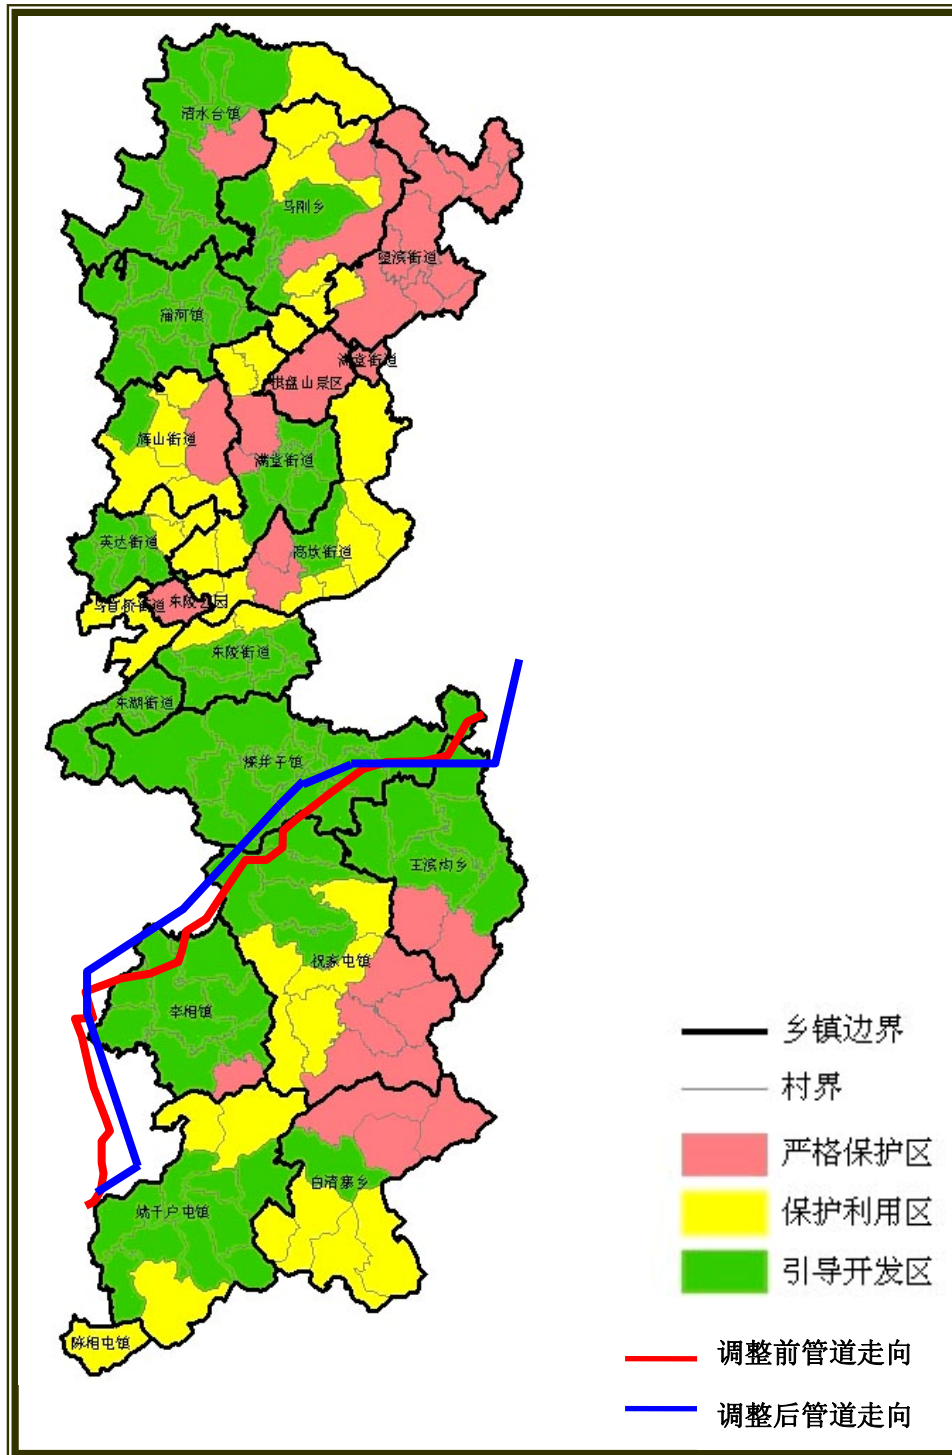 清水台镇
马刚乡
望滨街道
蒲河镇
满堂街道
棋盘山景区
辉山街道
满堂街道
英达街道
高坎街道
马官桥街道
东陵公园
东陵街道
东湖街道
深井子镇
王滨沟乡
祝家屯镇
李相镇
白清寨乡
姚千户屯镇
陈相屯镇
乡镇边界
村界
严格保护区
保护利用区
引导开发区
调整前管道走向
调整后管道走向